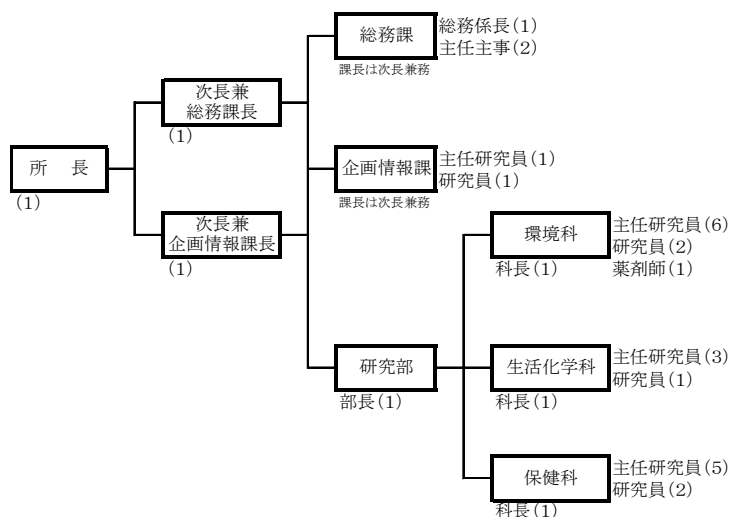 所　長
(1)
次長兼
総務課長
(1)
次長兼
企画情報課長
(1)
総務課
課長は次長兼務
総務係長(1)
主任主事(2)
企画情報課
課長は次長兼務
主任研究員(1)
研究員(1)
研究部
部長(1)
環境科
科長(1)
主任研究員(6)
研究員(2)
薬剤師(1)
生活化学科
科長(1)
主任研究員(3)
研究員(1)
保健科
科長(1)
主任研究員(5)
研究員(2)